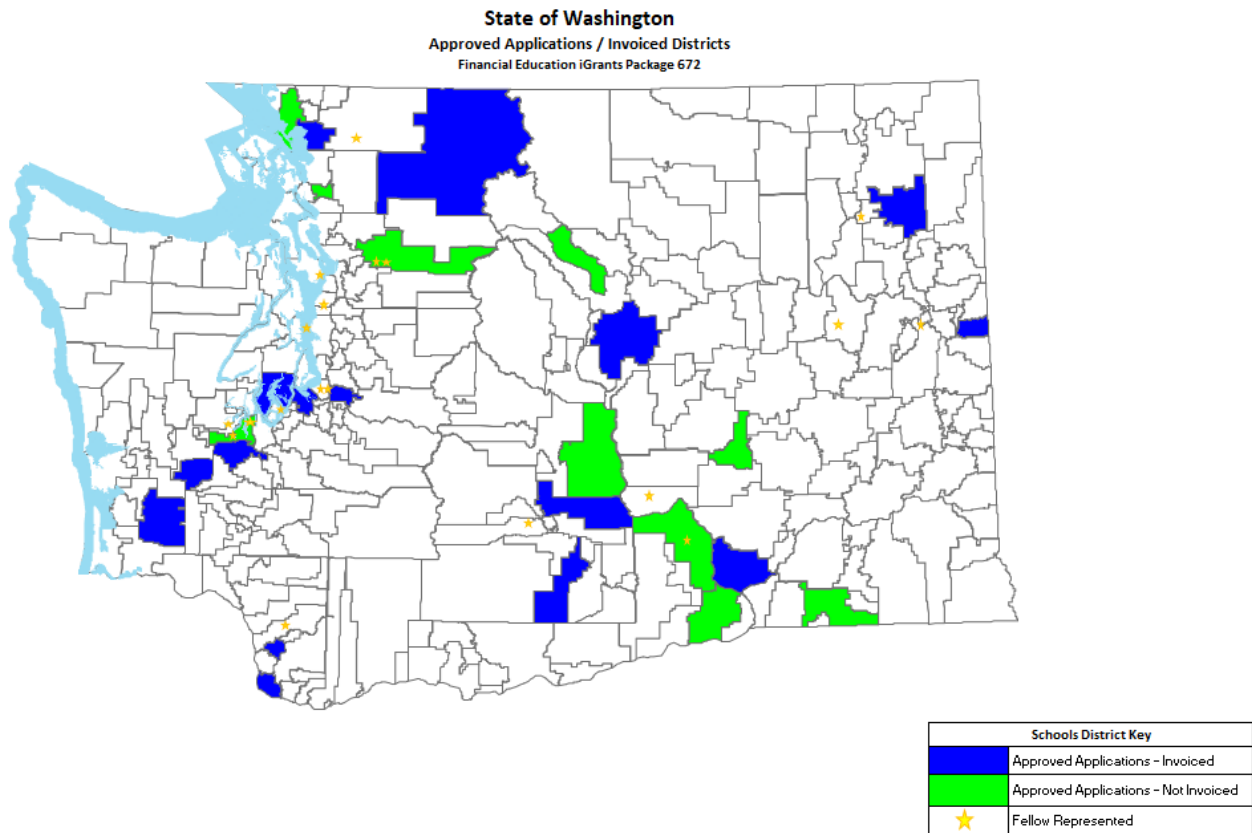 State of Washington
Approved Applications / Invoiced Districts
Financial Education iGrants Package 672
Schools District Key
Approved Applications - Invoiced
Approved Applications - Not Invoiced
Fellow Represented